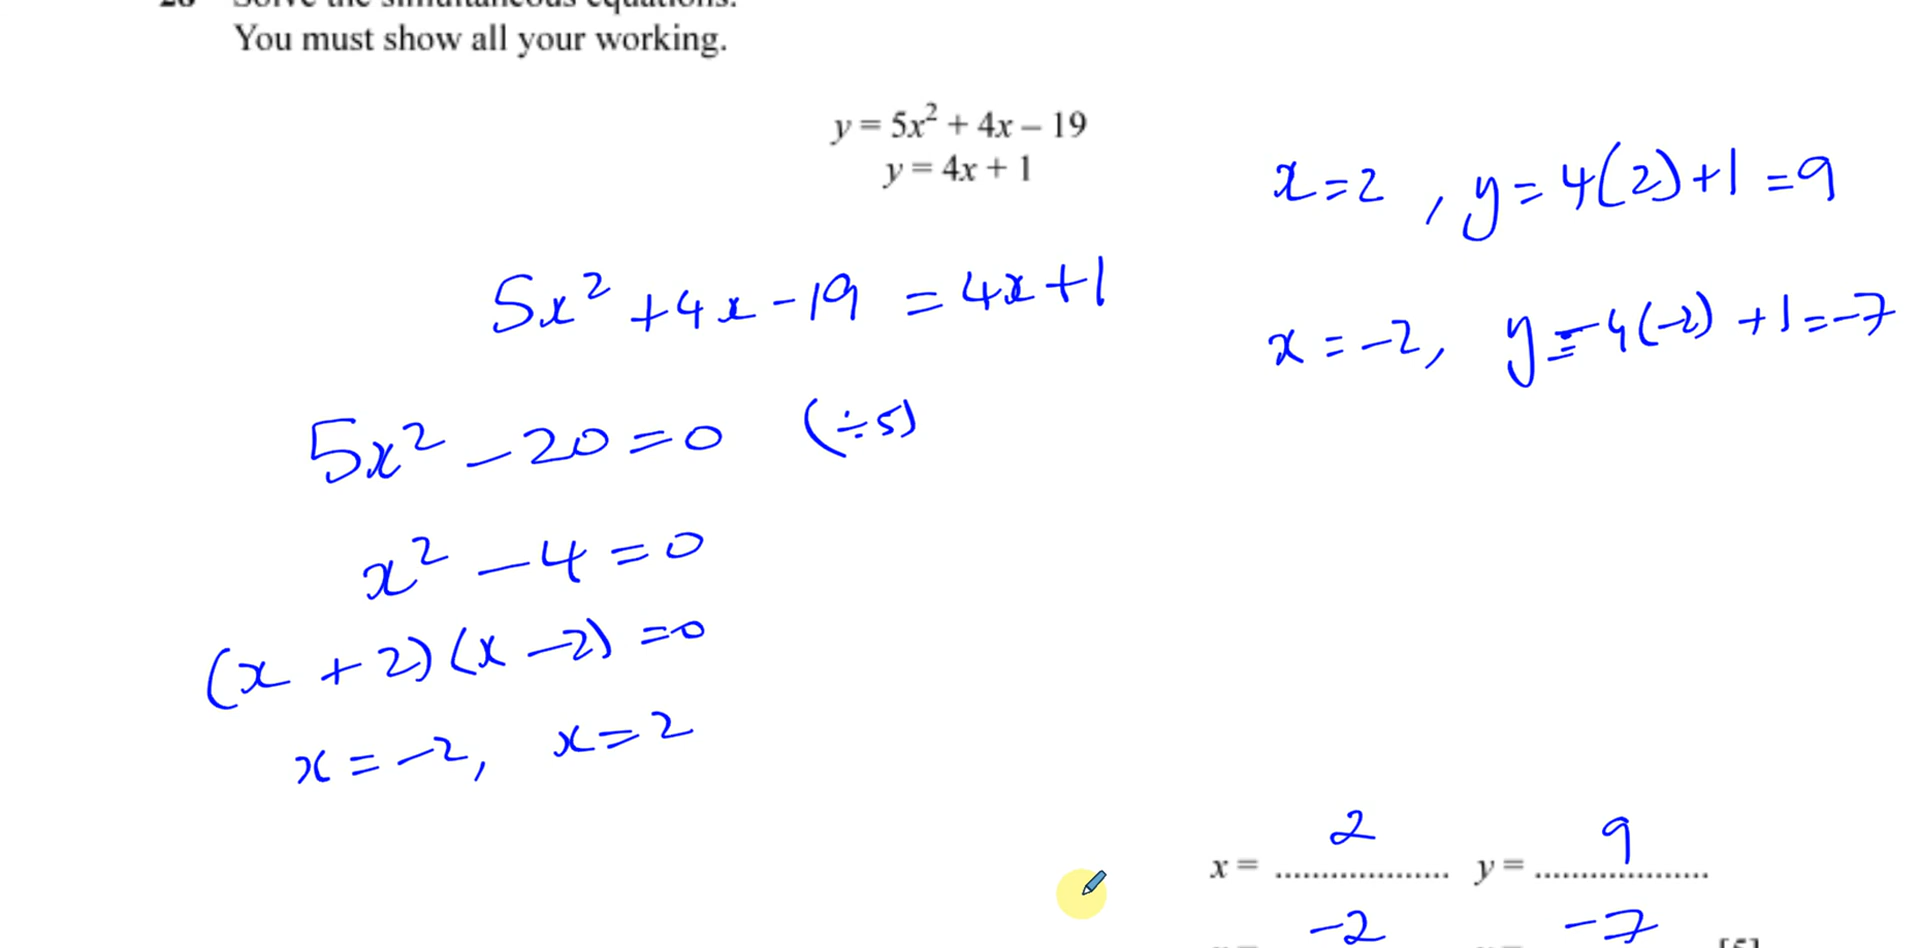 You must show all your working.
y = 5x² + 4x – 19
y = 4x + 1
x = 2 , y = 4(2) + 1 = 9
5x² + 4x - 19 = 4x + 1
x = -2, y = -4(-2) + 1 = -7
5x² - 20 = 0 (÷5)
x² - 4 = 0
(x + 2)(x - 2) = 0
x = -2, x = 2
x = 2 y = 9
-2 -7